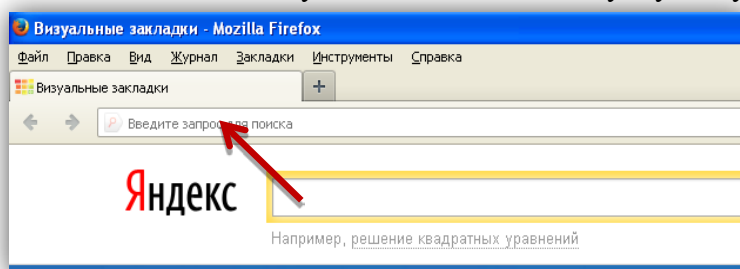 Визуальные закладки - Mozilla Firefox
Файл Правка Вид Журнал Закладки Инструменты Справка
Визуальные закладки
Введите запрос для поиска
Яндекс
Например, решение квадратных уравнений